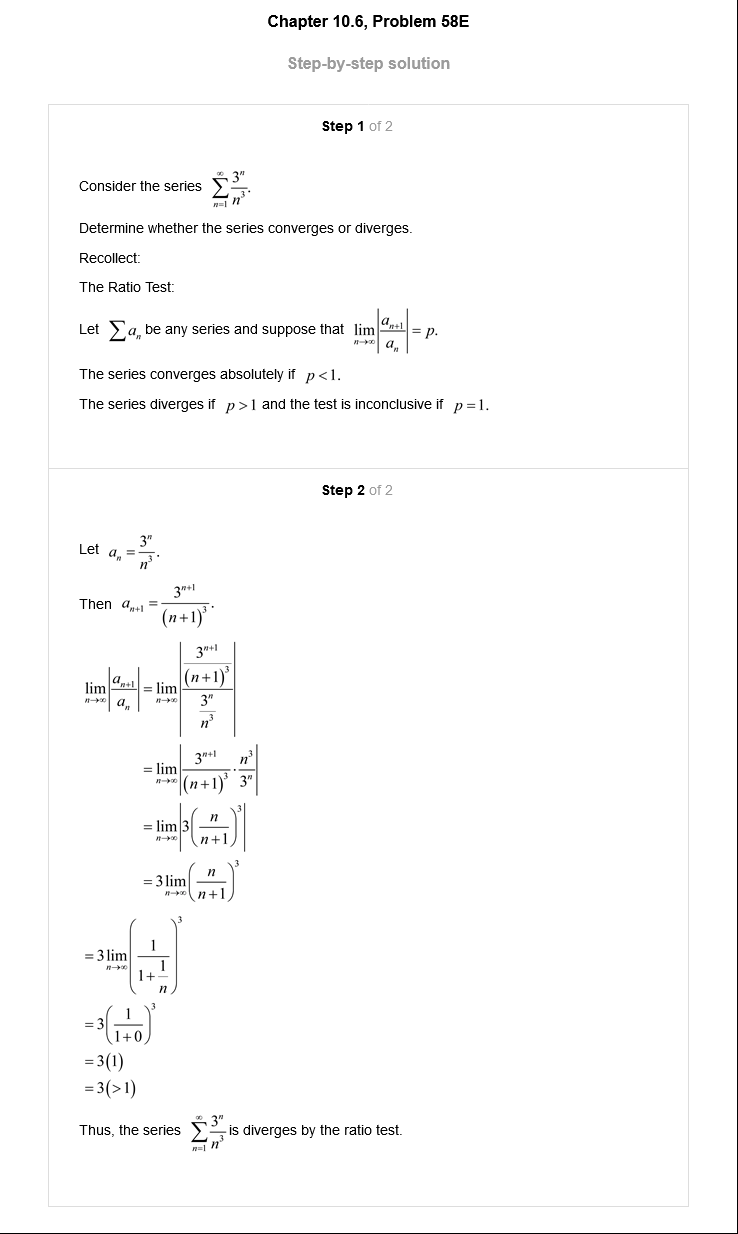 Chapter 10.6, Problem 58E
Step-by-step solution
Step 1 of 2
Consider the series $\sum_{n=1}^{\infty} \frac{3^n}{n^3}$.
Determine whether the series converges or diverges.
Recollect:
The Ratio Test:
Let $\sum a_n$ be any series and suppose that $\lim_{n \to \infty} \left| \frac{a_{n+1}}{a_n} \right| = p$.
The series converges absolutely if $p < 1$.
The series diverges if $p > 1$ and the test is inconclusive if $p = 1$.
Step 2 of 2
Let $a_n = \frac{3^n}{n^3}$.
Then $a_{n+1} = \frac{3^{n+1}}{(n+1)^3}$.
$\lim_{n \to \infty} \left| \frac{a_{n+1}}{a_n} \right| = \lim_{n \to \infty} \left| \frac{\frac{3^{n+1}}{(n+1)^3}}{\frac{3^n}{n^3}} \right|$
$= \lim_{n \to \infty} \left| \frac{3^{n+1}}{(n+1)^3} \cdot \frac{n^3}{3^n} \right|$
$= \lim_{n \to \infty} \left| 3 \left( \frac{n}{n+1} \right)^3 \right|$
$= 3 \lim_{n \to \infty} \left( \frac{n}{n+1} \right)^3$
$= 3 \lim_{n \to \infty} \left( \frac{1}{1 + \frac{1}{n}} \right)^3$
$= 3 \left( \frac{1}{1+0} \right)^3$
$= 3(1)$
$= 3(>1)$
Thus, the series $\sum_{n=1}^{\infty} \frac{3^n}{n^3}$ is diverges by the ratio test.